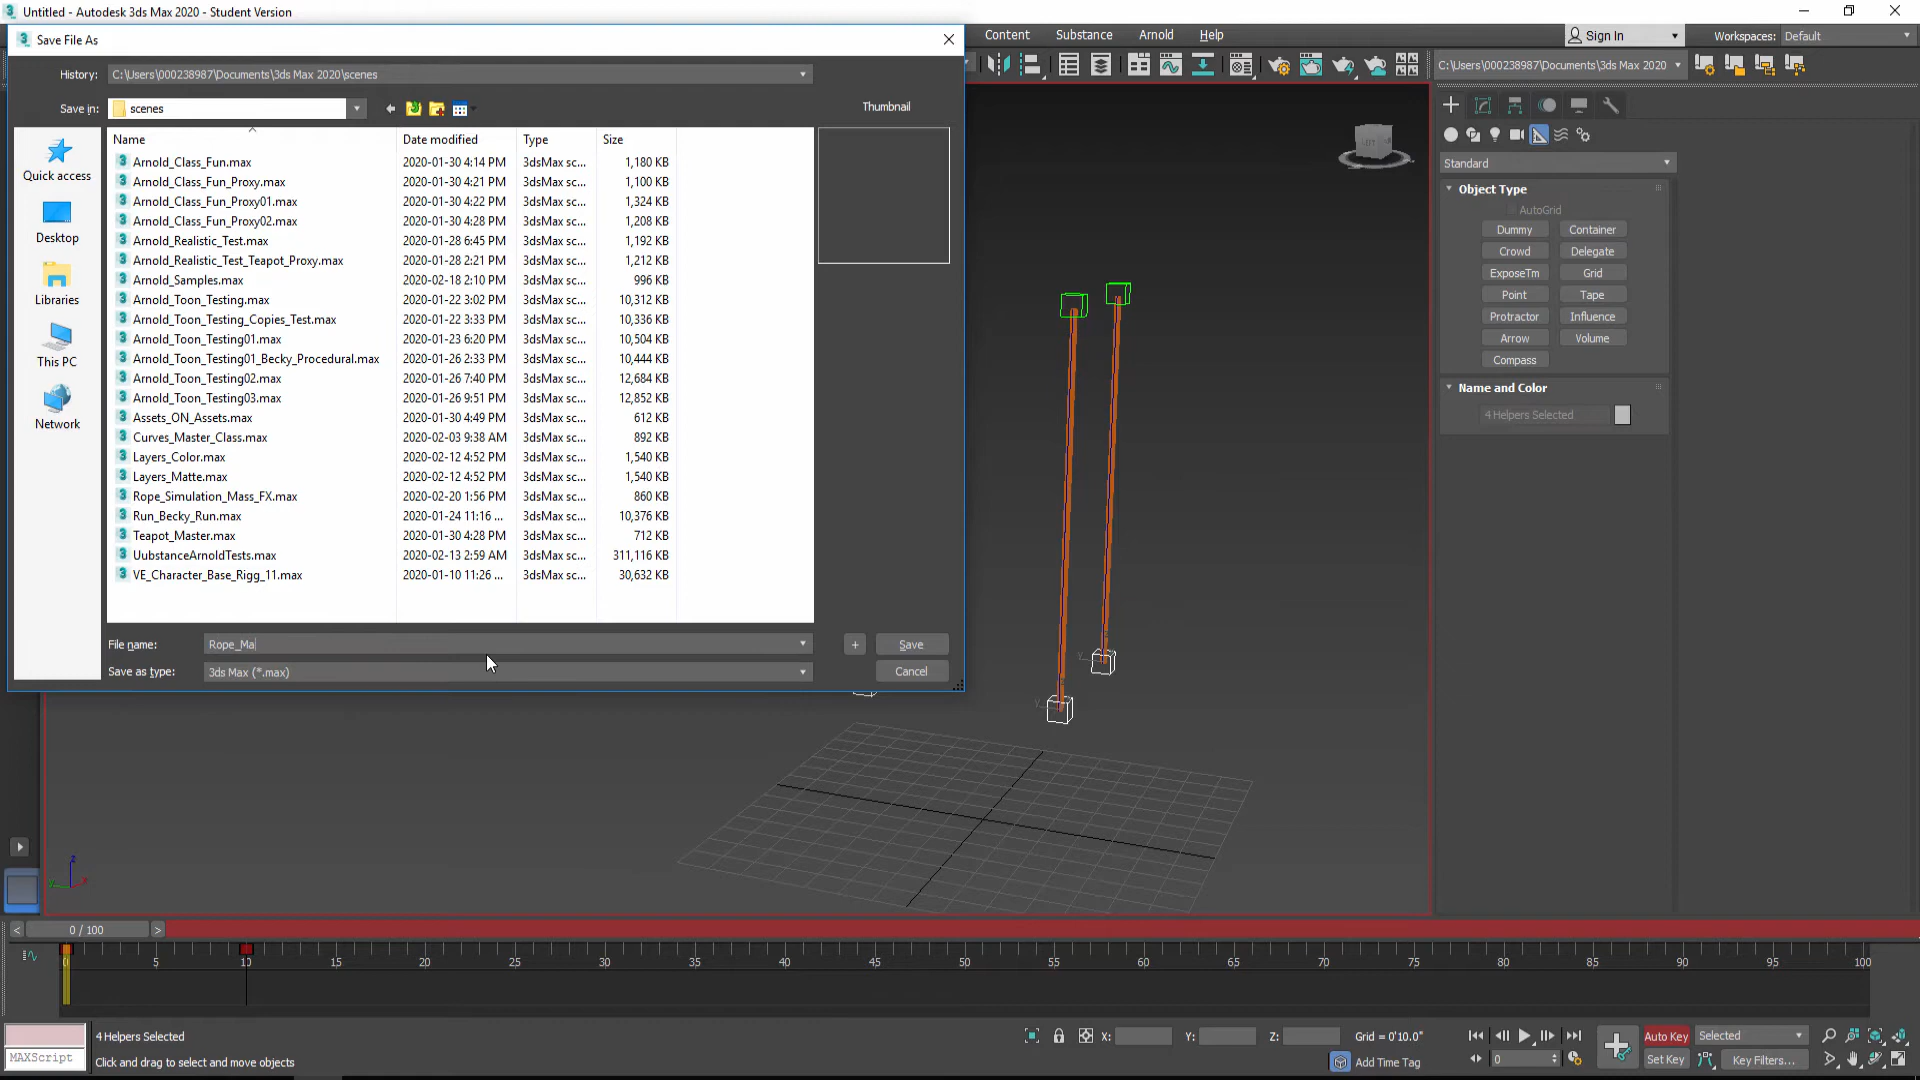 Untitled - Autodesk 3ds Max 2020 - Student Version
Save File As
Content Substance Arnold Help
Sign In
Workspaces: Default
History: C:\Users\000238987\Documents\3ds Max 2020\scenes
C:\Users\000238987\Documents\3ds Max 2020
Save in: scenes
Thumbnail
Name Date modified Type Size
Arnold_Class_Fun.max 2020-01-30 4:14 PM 3dsMax sc... 1,180 KB
Arnold_Class_Fun_Proxy.max 2020-01-30 4:21 PM 3dsMax sc... 1,100 KB
Arnold_Class_Fun_Proxy01.max 2020-01-30 4:22 PM 3dsMax sc... 1,324 KB
Arnold_Class_Fun_Proxy02.max 2020-01-30 4:28 PM 3dsMax sc... 1,208 KB
Arnold_Realistic_Test.max 2020-01-28 6:45 PM 3dsMax sc... 1,192 KB
Arnold_Realistic_Test_Teapot_Proxy.max 2020-01-28 2:21 PM 3dsMax sc... 1,212 KB
Arnold_Samples.max 2020-02-18 2:10 PM 3dsMax sc... 996 KB
Arnold_Toon_Testing.max 2020-01-22 3:02 PM 3dsMax sc... 10,312 KB
Arnold_Toon_Testing_Copies_Test.max 2020-01-22 3:33 PM 3dsMax sc... 10,336 KB
Arnold_Toon_Testing01.max 2020-01-23 6:20 PM 3dsMax sc... 10,504 KB
Arnold_Toon_Testing01_Becky_Procedural.max 2020-01-26 2:33 PM 3dsMax sc... 10,444 KB
Arnold_Toon_Testing02.max 2020-01-26 7:40 PM 3dsMax sc... 12,684 KB
Arnold_Toon_Testing03.max 2020-01-26 9:51 PM 3dsMax sc... 12,852 KB
Assets_ON_Assets.max 2020-01-30 4:49 PM 3dsMax sc... 612 KB
Curves_Master_Class.max 2020-02-03 9:38 AM 3dsMax sc... 892 KB
Layers_Color.max 2020-02-12 4:52 PM 3dsMax sc... 1,540 KB
Layers_Matte.max 2020-02-12 4:52 PM 3dsMax sc... 1,540 KB
Rope_Simulation_Mass_FX.max 2020-02-20 1:56 PM 3dsMax sc... 860 KB
Run_Becky_Run.max 2020-01-24 11:16 ... 3dsMax sc... 10,376 KB
Teapot_Master.max 2020-01-30 4:28 PM 3dsMax sc... 712 KB
UubstanceArnoldTests.max 2020-02-13 2:59 AM 3dsMax sc... 311,116 KB
VE_Character_Base_Rigg_11.max 2020-01-10 11:26 ... 3dsMax sc... 30,632 KB
Quick access
Desktop
Libraries
This PC
Network
File name: Rope_Ma
+ Save
Save as type: 3ds Max (*.max)
Cancel
Standard
Object Type
AutoGrid
Dummy Container
Crowd Delegate
ExposeTm Grid
Point Tape
Protractor Influence
Arrow Volume
Compass
Name and Color
4 Helpers Selected
< 0 / 100 >
0 5 10 15 20 25 30 35 40 45 50 55 60 65 70 75 80 85 90 95 100
4 Helpers Selected
X: Y: Z: Grid = 0'10.0"
Auto Key Selected
MAXScript
Click and drag to select and move objects
Add Time Tag
0
Set Key Key Filters...